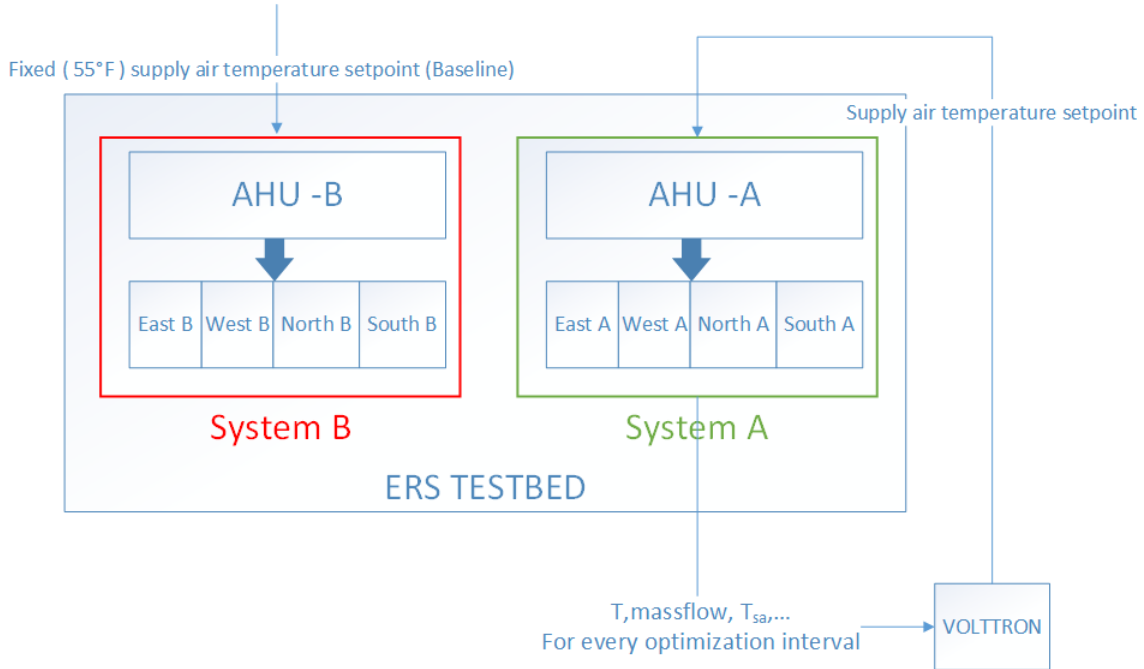 Fixed ( 55°F ) supply air temperature setpoint (Baseline)
Supply air temperature setpoint
AHU -B
AHU -A
East B West B North B South B
East A West A North A South A
System B
System A
ERS TESTBED
T,massflow, Tsa,...
For every optimization interval
VOLTTRON